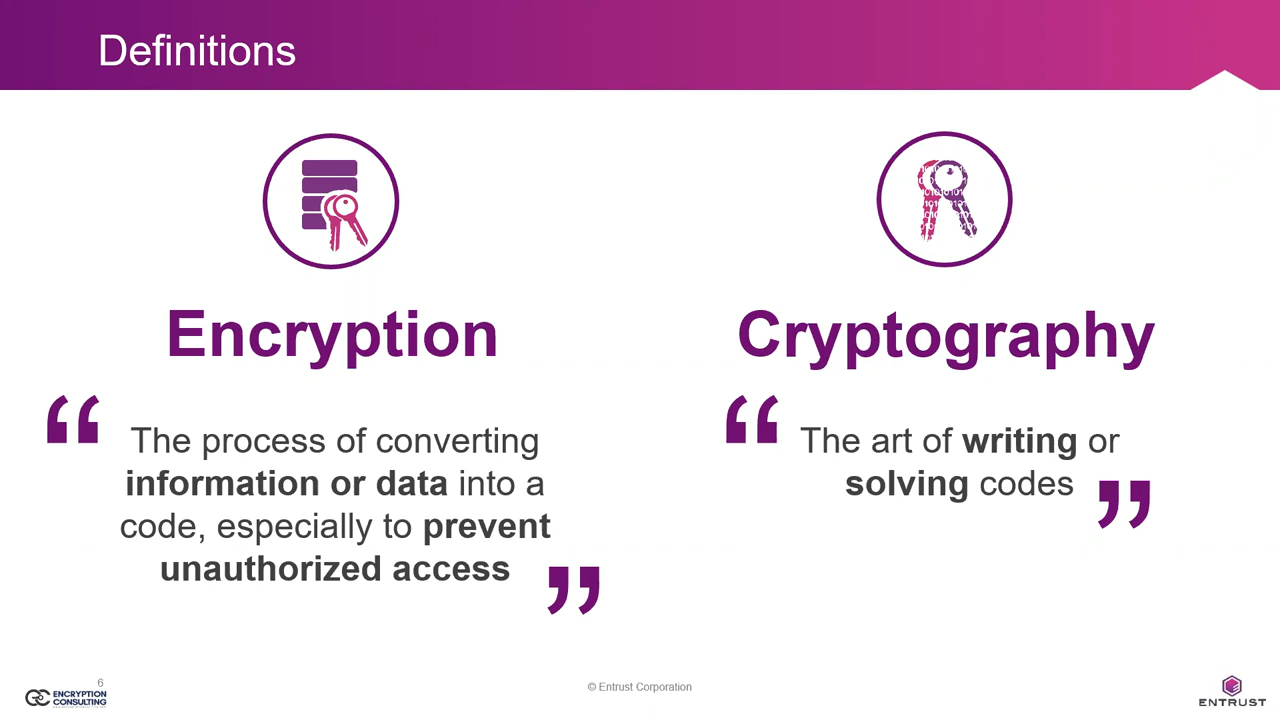 Definitions
Encryption
“ The process of converting
information or data into a
code, especially to prevent
unauthorized access ”
Cryptography
“ The art of writing or
solving codes ”
6
ENCRYPTION
CONSULTING
© Entrust Corporation
ENTRUST